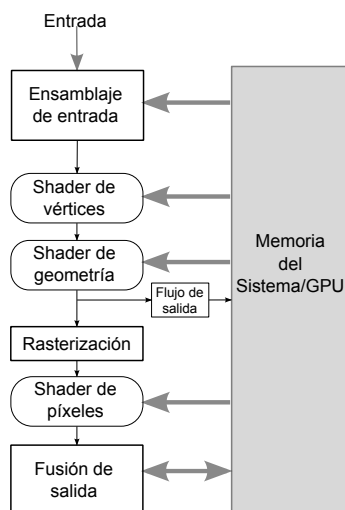 Entrada
Ensamblaje
de entrada
Shader de
vértices
Shader de
geometría
Flujo de
salida
Memoria
del
Sistema/GPU
Rasterización
Shader de
píxeles
Fusión de
salida